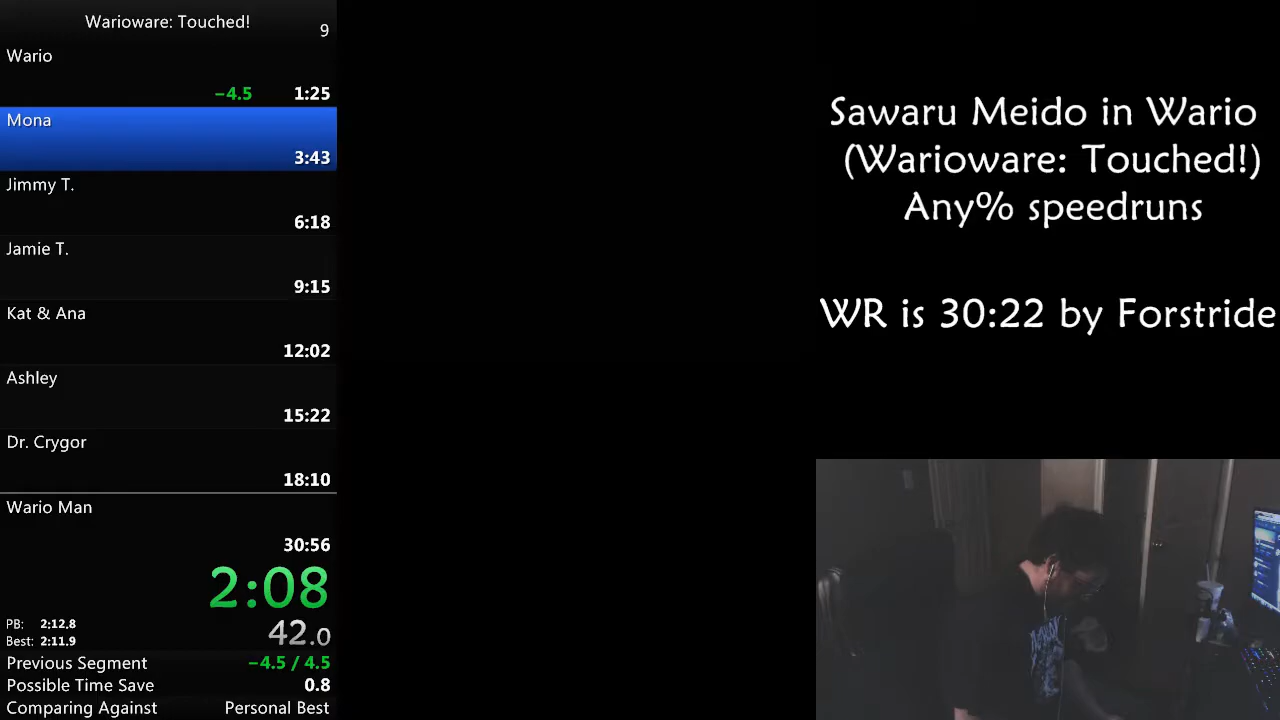 Warioware: Touched!
9
Wario
−4.5 1:25
Mona
3:43
Jimmy T.
6:18
Jamie T.
9:15
Kat & Ana
12:02
Ashley
15:22
Dr. Crygor
18:10
Wario Man
30:56
2:08
PB: 2:12.8
Best: 2:11.9
42.0
Previous Segment −4.5 / 4.5
Possible Time Save 0.8
Comparing Against Personal Best
Sawaru Meido in Wario
(Warioware: Touched!)
Any% speedruns
WR is 30:22 by Forstride